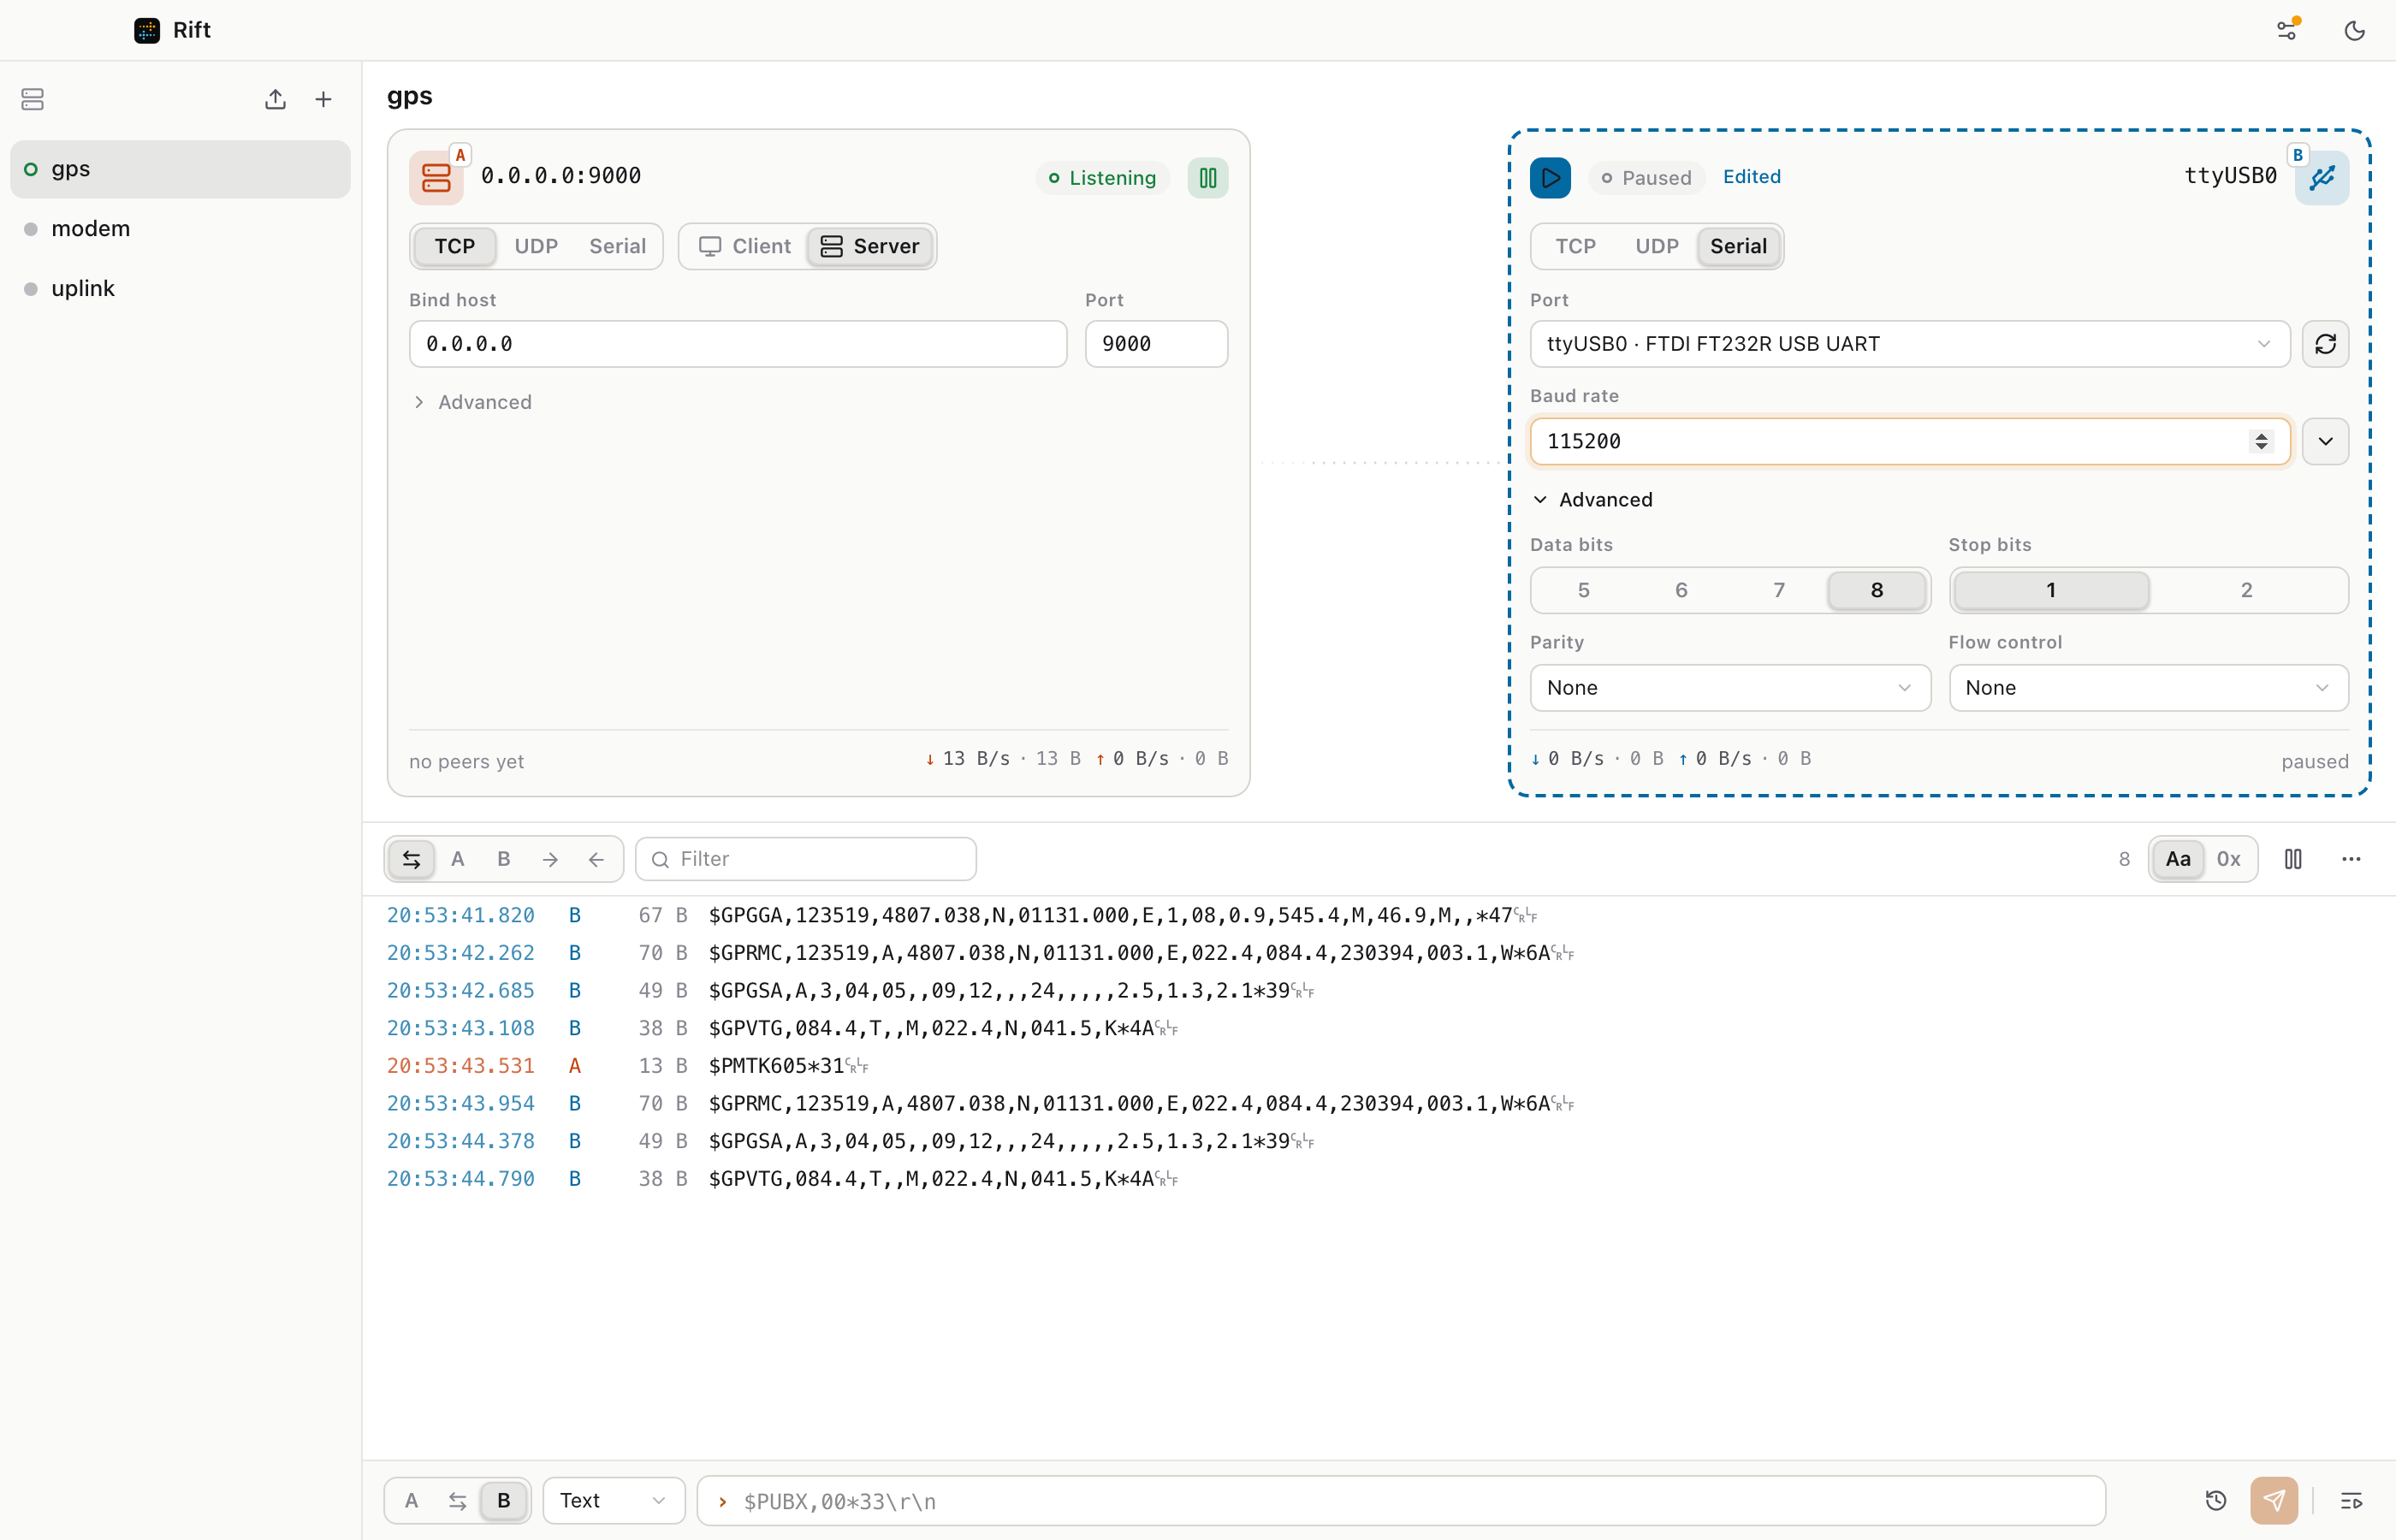 Rift
gps
modem
uplink
gps
A
0.0.0.0:9000
Listening
TCP UDP Serial Client Server
Bind host Port
0.0.0.0 9000
Advanced
no peers yet ↓ 13 B/s · 13 B ↑ 0 B/s · 0 B
Paused Edited ttyUSB0 B
TCP UDP Serial
Port
ttyUSB0 · FTDI FT232R USB UART
Baud rate
115200
Advanced
Data bits Stop bits
5 6 7 8 1 2
Parity Flow control
None None
↓ 0 B/s · 0 B ↑ 0 B/s · 0 B paused
A B → ← Filter 8 Aa 0x
20:53:41.820 B 67 B $GPGGA,123519,4807.038,N,01131.000,E,1,08,0.9,545.4,M,46.9,M,,*47␍␊
20:53:42.262 B 70 B $GPRMC,123519,A,4807.038,N,01131.000,E,022.4,084.4,230394,003.1,W*6A␍␊
20:53:42.685 B 49 B $GPGSA,A,3,04,05,,09,12,,,24,,,,,2.5,1.3,2.1*39␍␊
20:53:43.108 B 38 B $GPVTG,084.4,T,,M,022.4,N,041.5,K*4A␍␊
20:53:43.531 A 13 B $PMTK605*31␍␊
20:53:43.954 B 70 B $GPRMC,123519,A,4807.038,N,01131.000,E,022.4,084.4,230394,003.1,W*6A␍␊
20:53:44.378 B 49 B $GPGSA,A,3,04,05,,09,12,,,24,,,,,2.5,1.3,2.1*39␍␊
20:53:44.790 B 38 B $GPVTG,084.4,T,,M,022.4,N,041.5,K*4A␍␊
A B Text › $PUBX,00*33\r\n